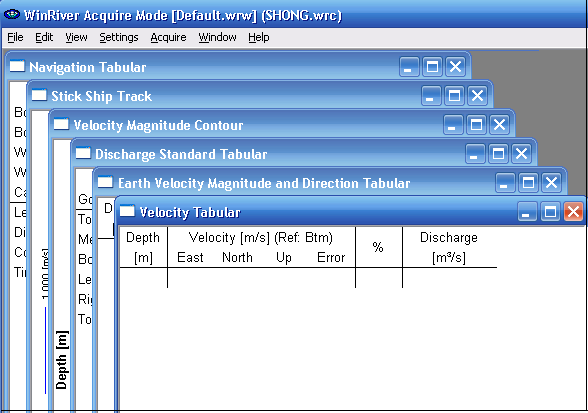 WinRiver Acquire Mode [Default.wrw] (SHONG.wrc)
File Edit View Settings Acquire Window Help
Navigation Tabular
Stick Ship Track
Velocity Magnitude Contour
Discharge Standard Tabular
Earth Velocity Magnitude and Direction Tabular
Velocity Tabular
Depth Velocity [m/s] (Ref: Btm) % Discharge
[m] East North Up Error [m³/s]
Bo
Bo
W
W
Ca
Le
Di
Co
Tir
1.000 [m/s]
Depth [m]
Go
To
Me
Bo
Le
Rig
To
D